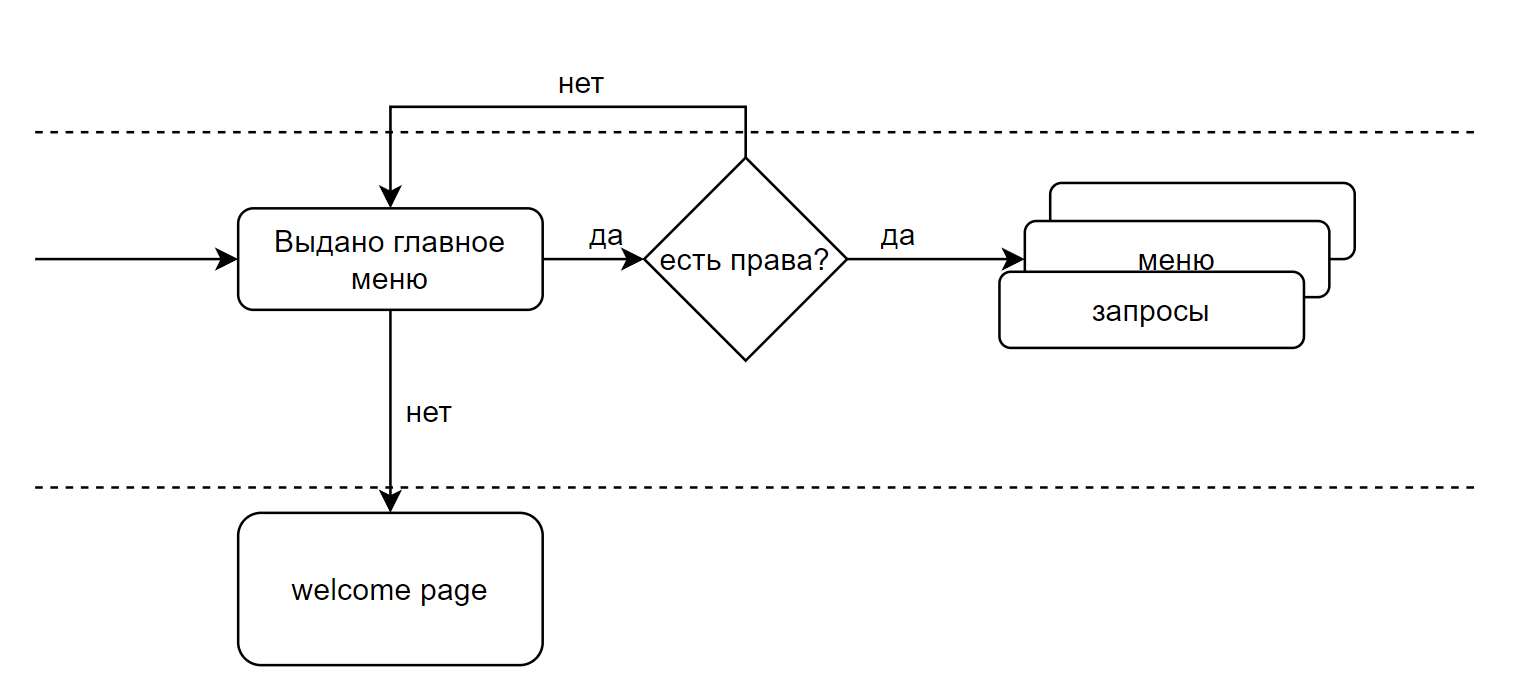 нет
Выдано главное
меню
да
есть права?
да
меню
запросы
нет
welcome page